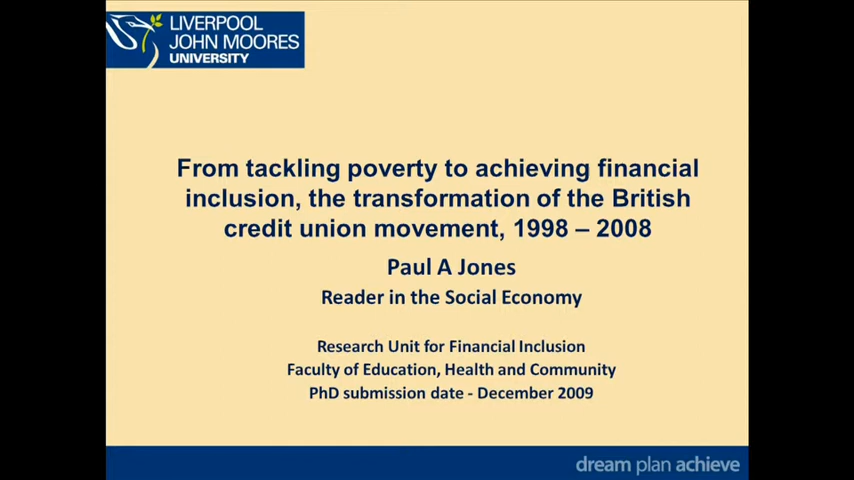 LIVERPOOL
JOHN MOORES
UNIVERSITY
From tackling poverty to achieving financial
inclusion, the transformation of the British
credit union movement, 1998 – 2008
Paul A Jones
Reader in the Social Economy
Research Unit for Financial Inclusion
Faculty of Education, Health and Community
PhD submission date - December 2009
dream plan achieve